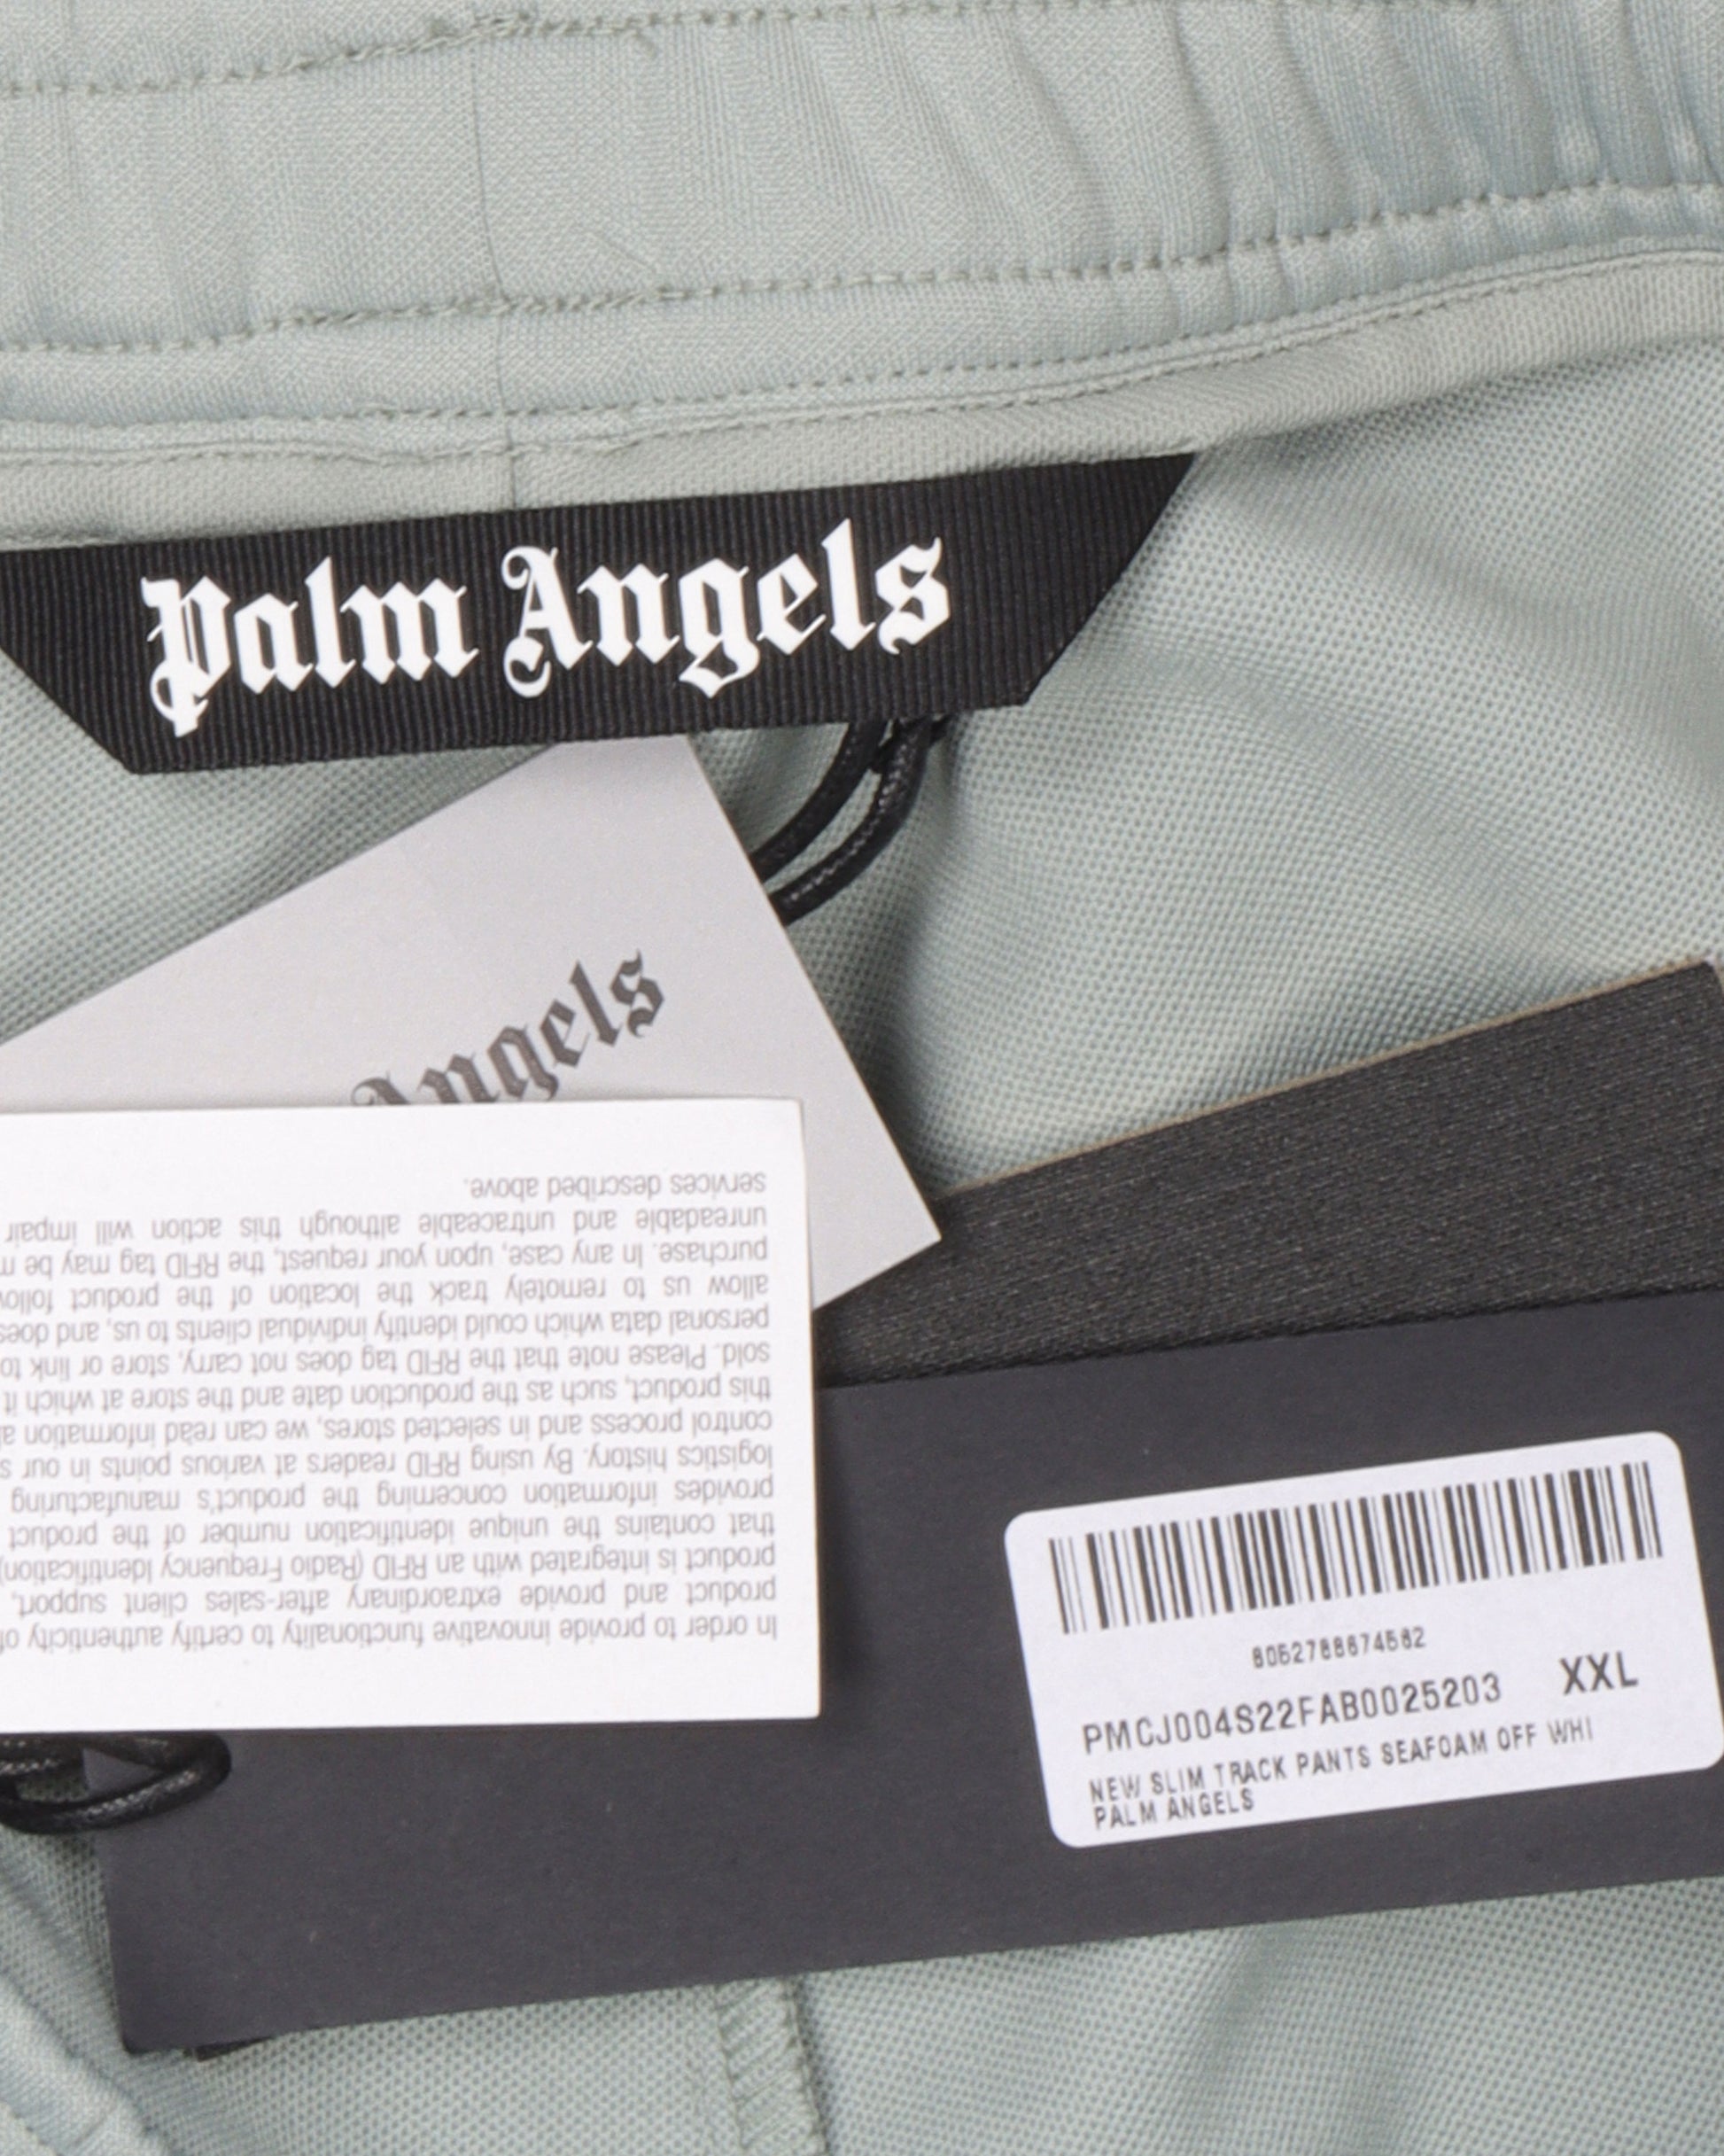 Palm Angels
Angels
In order to provide innovative functionality to certify authenticity of
product and provide extraordinary after-sales client support,
product is integrated with an RFID (Radio Frequency Identification)
that contains the unique identification number of the product
provides information concerning the product's manufacturing
logistics history. By using RFID readers at various points in our s
control process and in selected stores, we can read information a
this product, such as the production date and the store at which it
sold. Please note that the RFID tag does not carry, store or link to
personal data which could identify individual clients to us, and does
allow us to remotely track the location of the product follo
purchase. In any case, upon your request, the RFID tag may be m
unreadable and untraceable although this action will impair
services described above.
8052788674582
PMCJ004S22FAB0025203 XXL
NEW SLIM TRACK PANTS SEAFOAM OFF WHI
PALM ANGELS